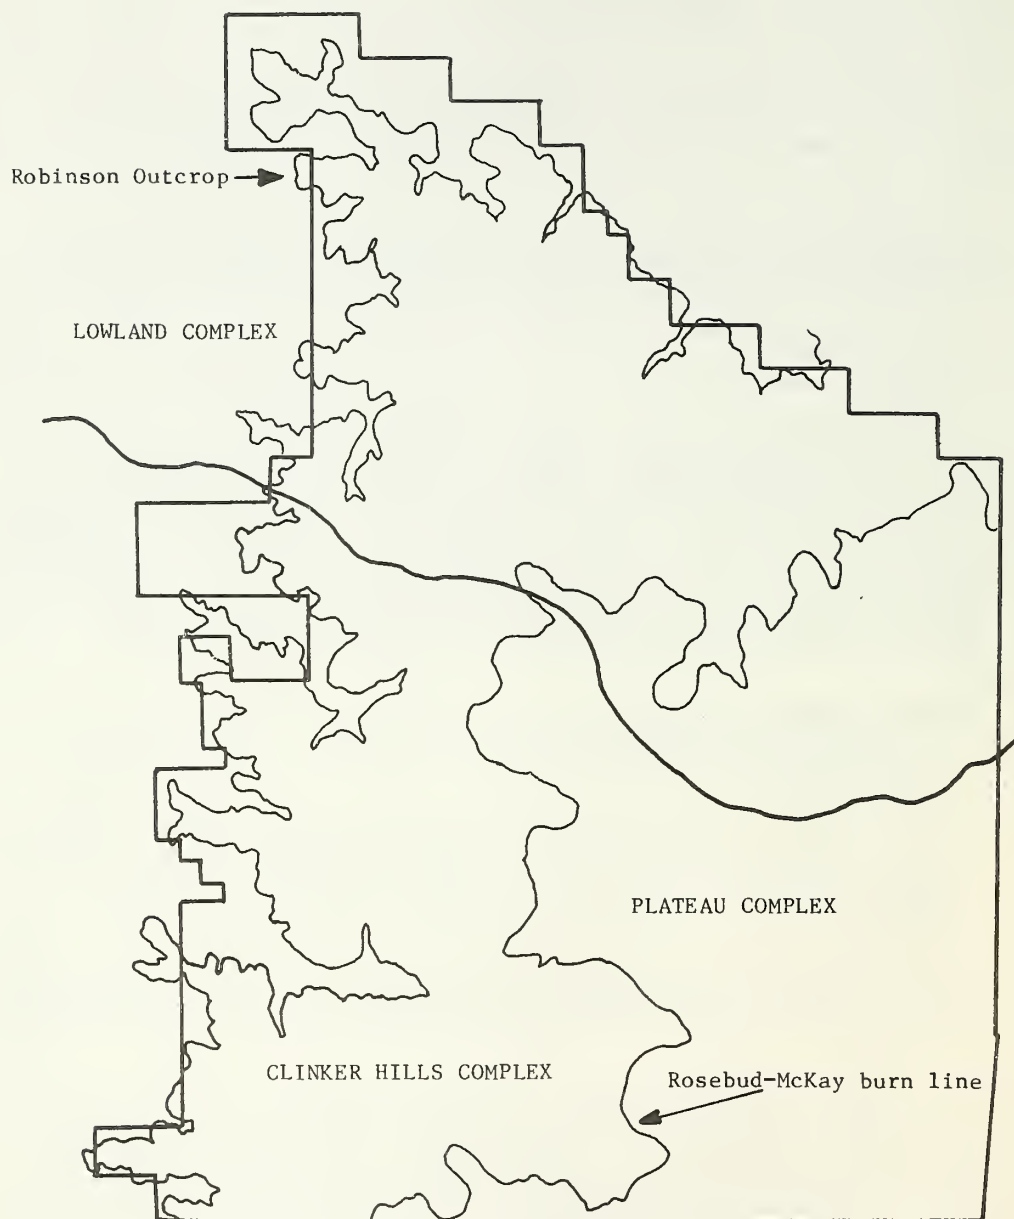 Robinson Outcrop
LOWLAND COMPLEX
PLATEAU COMPLEX
CLINKER HILLS COMPLEX
Rosebud-McKay burn line